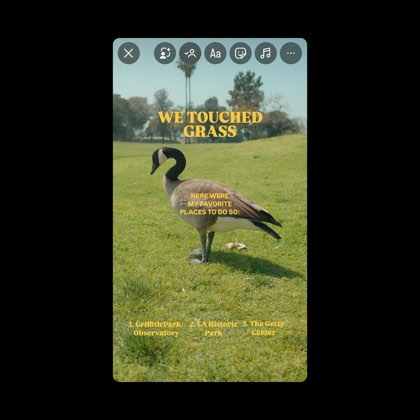 Aa
WE TOUCHED
GRASS
HERE WERE
MY FAVORITE
PLACES TO DO SO:
1. Griffith Park
Observatory
2. LA Historic
Park
3. The Getty
Center